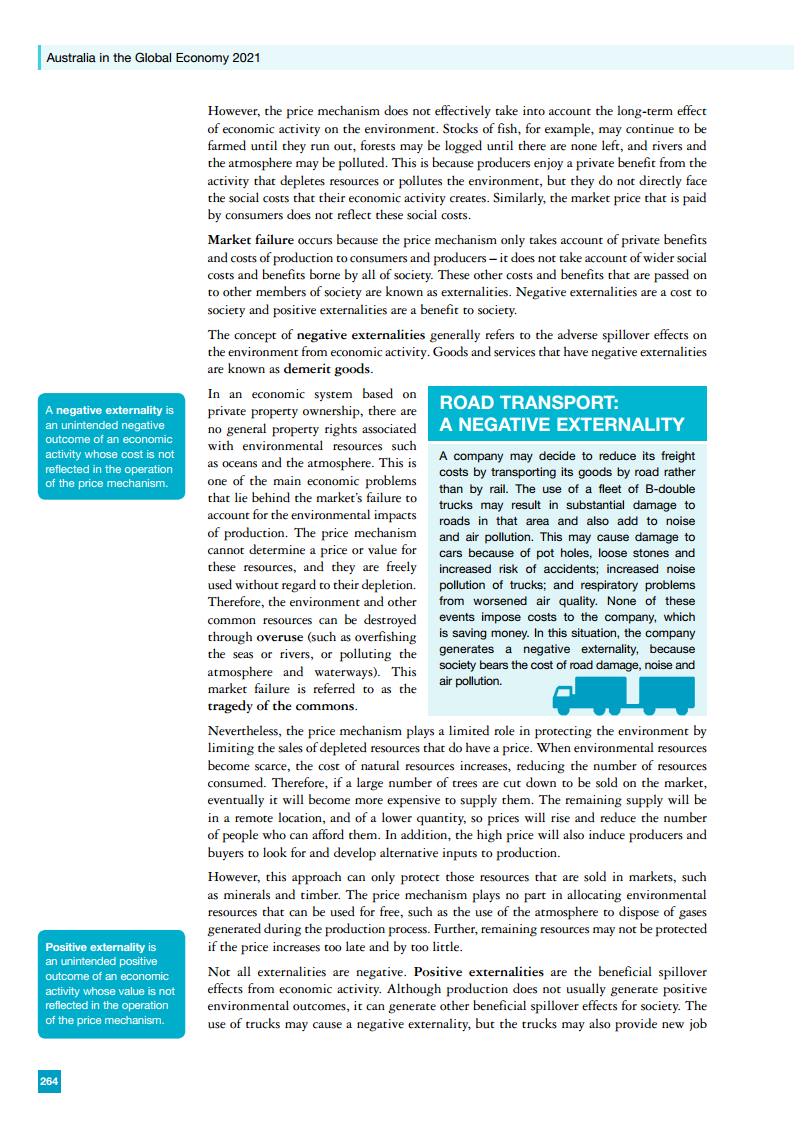 Australia in the Global Economy 2021
However, the price mechanism does not effectively take into account the long-term effect
of economic activity on the environment. Stocks of fish, for example, may continue to be
farmed until they run out, forests may be logged until there are none left, and rivers and
the atmosphere may be polluted. This is because producers enjoy a private benefit from the
activity that depletes resources or pollutes the environment, but they do not directly face
the social costs that their economic activity creates. Similarly, the market price that is paid
by consumers does not reflect these social costs.
Market failure occurs because the price mechanism only takes account of private benefits
and costs of production to consumers and producers – it does not take account of wider social
costs and benefits borne by all of society. These other costs and benefits that are passed on
to other members of society are known as externalities. Negative externalities are a cost to
society and positive externalities are a benefit to society.
The concept of negative externalities generally refers to the adverse spillover effects on
the environment from economic activity. Goods and services that have negative externalities
are known as demerit goods.
A negative externality is
an unintended negative
outcome of an economic
activity whose cost is not
reflected in the operation
of the price mechanism.
In an economic system based on
private property ownership, there are
no general property rights associated
with environmental resources such
as oceans and the atmosphere. This is
one of the main economic problems
that lie behind the market's failure to
account for the environmental impacts
of production. The price mechanism
cannot determine a price or value for
these resources, and they are freely
used without regard to their depletion.
Therefore, the environment and other
common resources can be destroyed
through overuse (such as overfishing
the seas or rivers, or polluting the
atmosphere and waterways). This
market failure is referred to as the
tragedy of the commons.
ROAD TRANSPORT:
A NEGATIVE EXTERNALITY
A company may decide to reduce its freight
costs by transporting its goods by road rather
than by rail. The use of a fleet of B-double
trucks may result in substantial damage to
roads in that area and also add to noise
and air pollution. This may cause damage to
cars because of pot holes, loose stones and
increased risk of accidents; increased noise
pollution of trucks; and respiratory problems
from worsened air quality. None of these
events impose costs to the company, which
is saving money. In this situation, the company
generates a negative externality, because
society bears the cost of road damage, noise and
air pollution.
Nevertheless, the price mechanism plays a limited role in protecting the environment by
limiting the sales of depleted resources that do have a price. When environmental resources
become scarce, the cost of natural resources increases, reducing the number of resources
consumed. Therefore, if a large number of trees are cut down to be sold on the market,
eventually it will become more expensive to supply them. The remaining supply will be
in a remote location, and of a lower quantity, so prices will rise and reduce the number
of people who can afford them. In addition, the high price will also induce producers and
buyers to look for and develop alternative inputs to production.
However, this approach can only protect those resources that are sold in markets, such
as minerals and timber. The price mechanism plays no part in allocating environmental
resources that can be used for free, such as the use of the atmosphere to dispose of gases
generated during the production process. Further, remaining resources may not be protected
if the price increases too late and by too little.
Positive externality is
an unintended positive
outcome of an economic
activity whose value is not
reflected in the operation
of the price mechanism.
Not all externalities are negative. Positive externalities are the beneficial spillover
effects from economic activity. Although production does not usually generate positive
environmental outcomes, it can generate other beneficial spillover effects for society. The
use of trucks may cause a negative externality, but the trucks may also provide new job
264